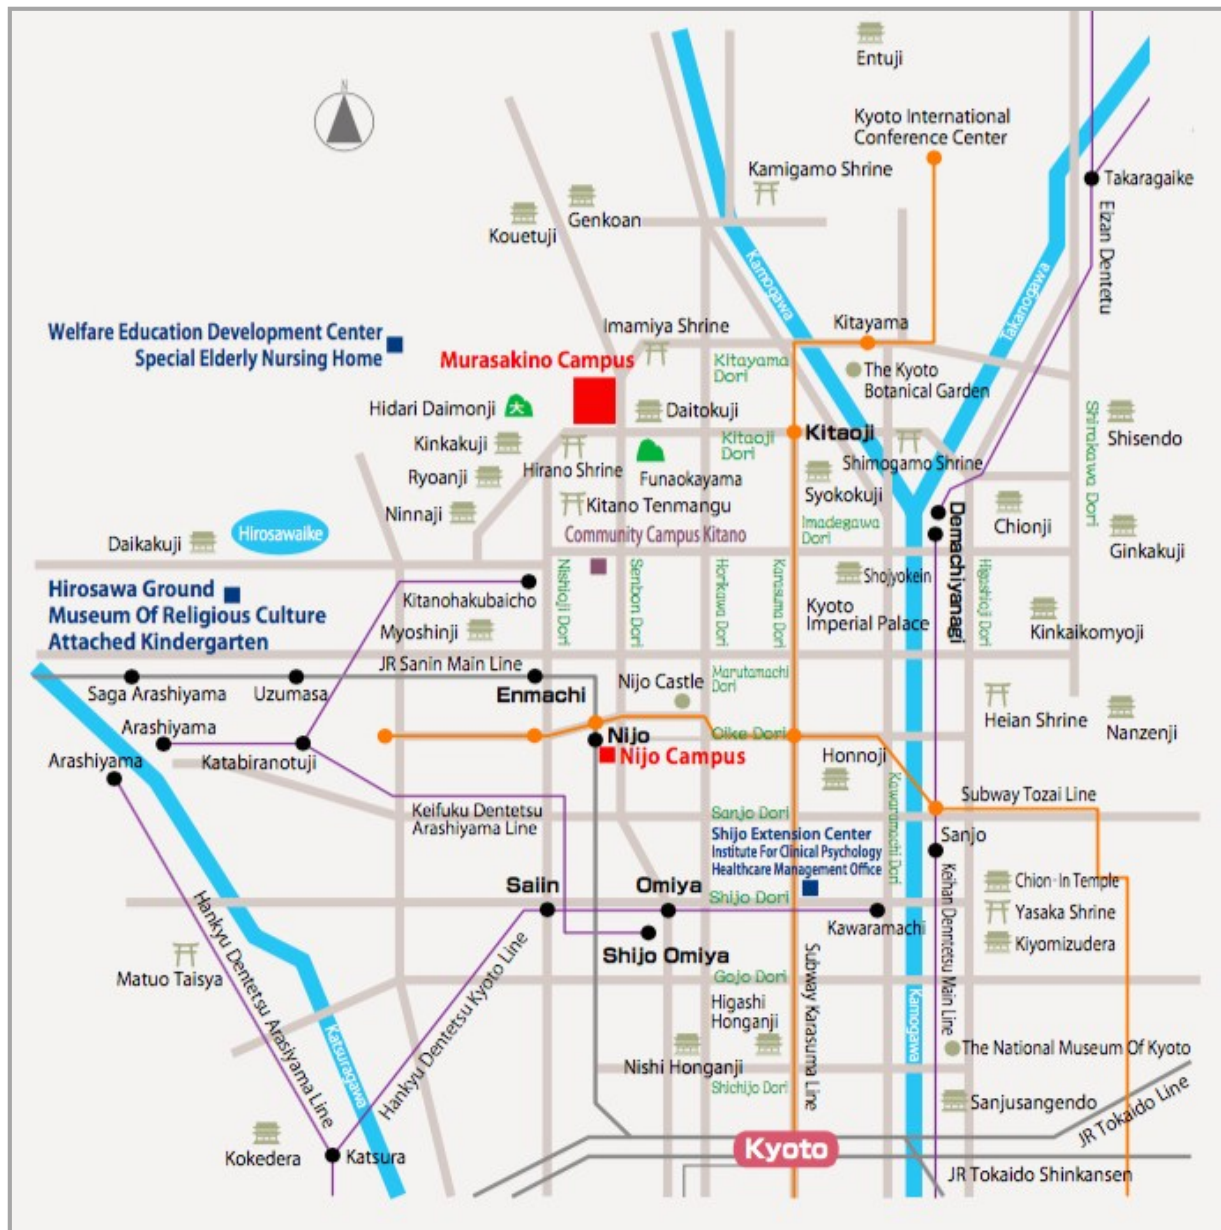 N
Entuji
Kyoto International
Conference Center
Kamigamo Shrine
Takaragaike
Genkoan
Kouetuji
Eizan Dentetu
Kamogawa
Takanogawa
Welfare Education Development Center
Special Elderly Nursing Home
Imamiya Shrine
Kitayama
Murasakino Campus
Kitayama
Dori
The Kyoto
Botanical Garden
Hidari Daimonji
大
Daitokuji
Kitaoji
Dori
Kitaoji
Shirakawa Dori
Shisendo
Kinkakuji
Hirano Shrine
Funaokayama
Shimogamo Shrine
Ryoanji
Syokokuji
Ninnaji
Kitano Tenmangu
Imadegawa
Dori
Chionji
Ginkakuji
Daikakuji
Hirosawaike
Community Campus Kitano
Demachiyanagi
Hirosawa Ground
Museum Of Religious Culture
Attached Kindergarten
Kitanohakubaicho
Nishioji Dori
Senbon Dori
Horikawa Dori
Karasuma Dori
Shojyokein
Higashioji Dori
Kyoto
Imperial Palace
Kinkaikomyoji
Myoshinji
JR Sanin Main Line
Saga Arashiyama
Uzumasa
Enmachi
Nijo Castle
Marutamachi
Dori
Heian Shrine
Nanzenji
Arashiyama
Arashiyama
Katabiranotuji
Nijo
Nijo Campus
Oike Dori
Honnoji
Kawaramachi Dori
Subway Tozai Line
Keifuku Dentetsu
Arashiyama Line
Sanjo Dori
Sanjo
Shijo Extension Center
Institute For Clinical Psychology
Healthcare Management Office
Saiin
Omiya
Shijo Dori
Kawaramachi
Keihan Denntetsu Main Line
Chion-In Temple
Yasaka Shrine
Kiyomizudera
Shijo Omiya
Matuo Taisya
Hankyu Dentetsu Arasiyama Line
Hankyu Dentetsu Kyoto Line
Gojo Dori
Subway Karasuma Line
Kamogawa
Higashi
Honganji
Katsuragawa
Nishi Honganji
The National Museum Of Kyoto
Shichijo Dori
Sanjusangendo
JR Tokaido Line
Kokedera
Katsura
Kyoto
JR Tokaido Shinkansen